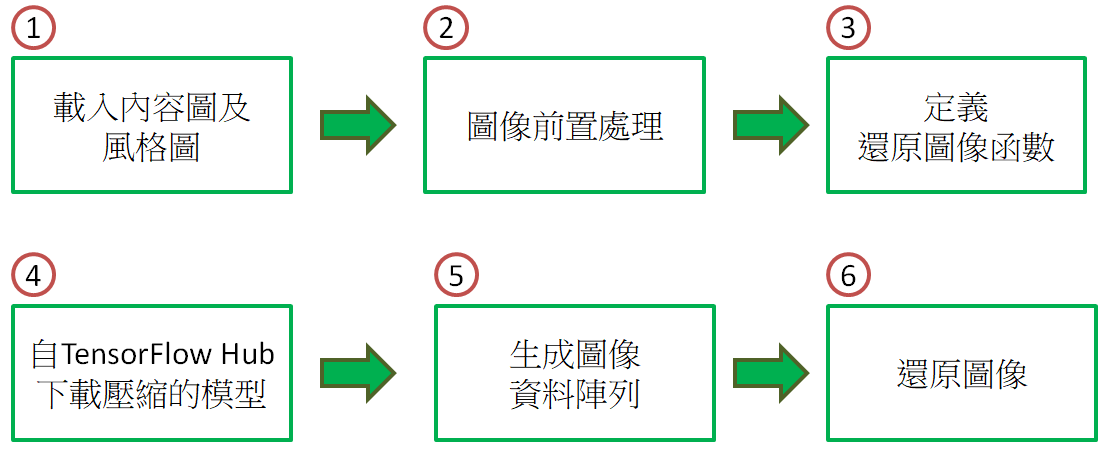 1
載入內容圖及
風格圖
2
圖像前置處理
3
定義
還原圖像函數
4
自TensorFlow Hub
下載壓縮的模型
5
生成圖像
資料陣列
6
還原圖像